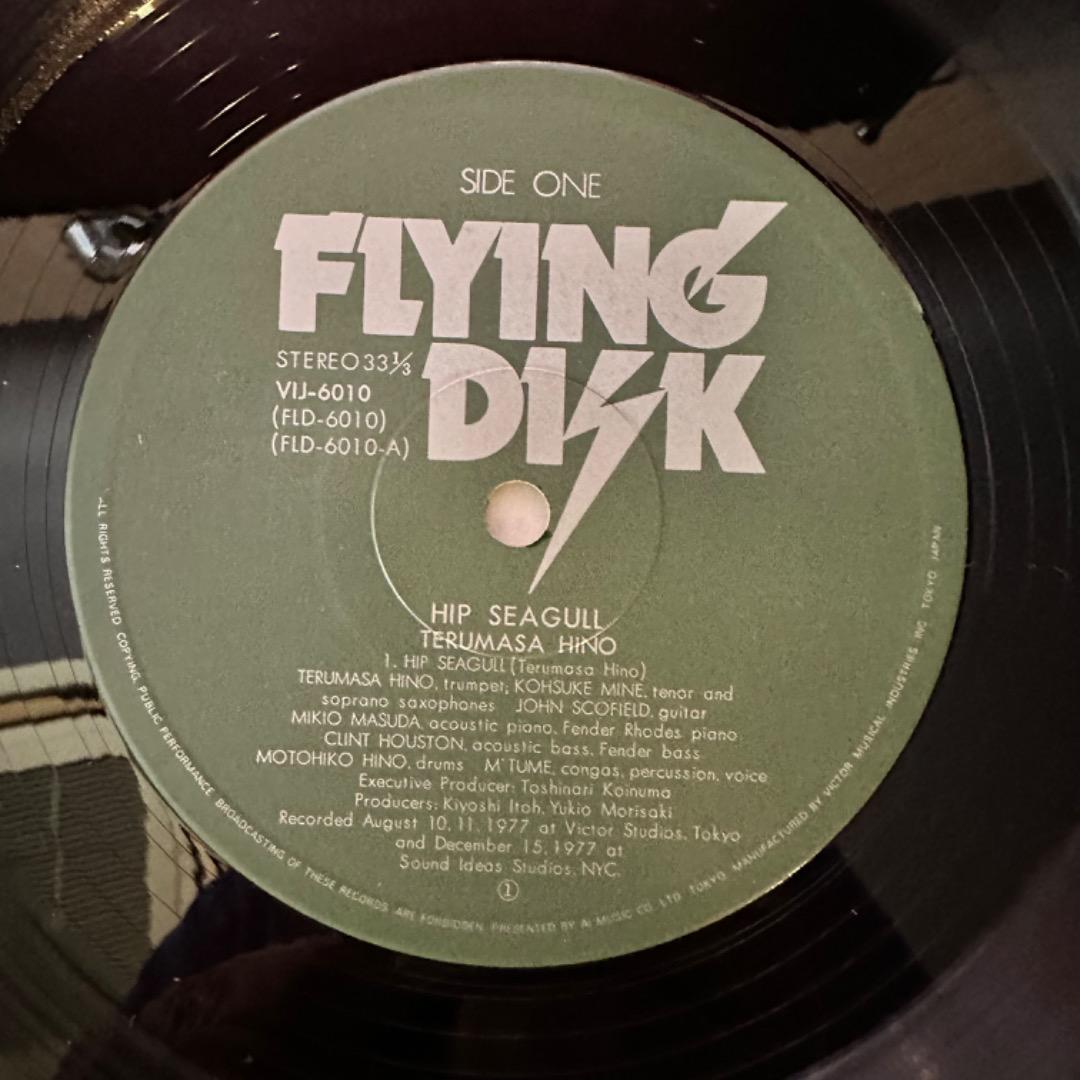 SIDE ONE
FLYING
DISK
STEREO 33⅓
VIJ-6010
(FLD-6010)
(FLD-6010-A)
HIP SEAGULL
TERUMASA HINO
1. HIP SEAGULL (Terumasa Hino)
TERUMASA HINO, trumpet; KOHSUKE MINE, tenor and
soprano saxophones JOHN SCOFIELD, guitar
MIKIO MASUDA, acoustic piano, Fender Rhodes piano
CLINT HOUSTON, acoustic bass, Fender bass
MOTOHIKO HINO, drums M'TUME, congas, percussion, voice
Executive Producer: Toshinari Koinuma
Producers: Kiyoshi Itoh, Yukio Morisaki
Recorded August 10, 11, 1977 at Victor Studios, Tokyo
and December 15, 1977 at
Sound Ideas Studios, NYC.
①
ALL RIGHTS RESERVED COPYING, PUBLIC PERFORMANCE BROADCASTING OF THESE RECORDS ARE FORBIDDEN PRESENTED BY AI MUSIC CO., LTD. TOKYO MANUFACTURED BY VICTOR MUSICAL INDUSTRIES INC TOKYO JAPAN